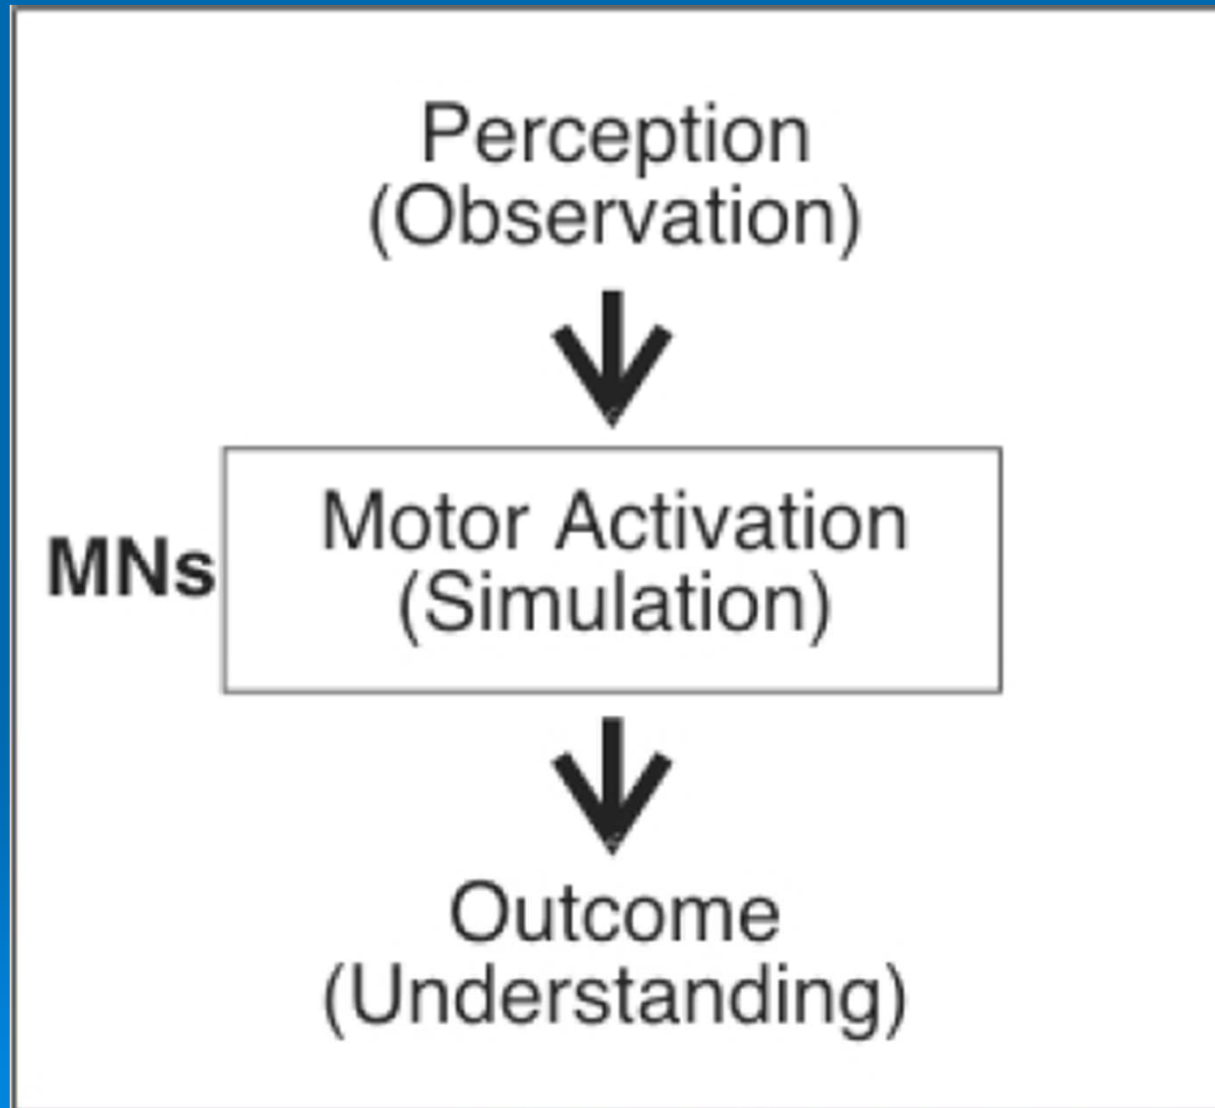 Perception
(Observation)
MNs
Motor Activation
(Simulation)
Outcome
(Understanding)